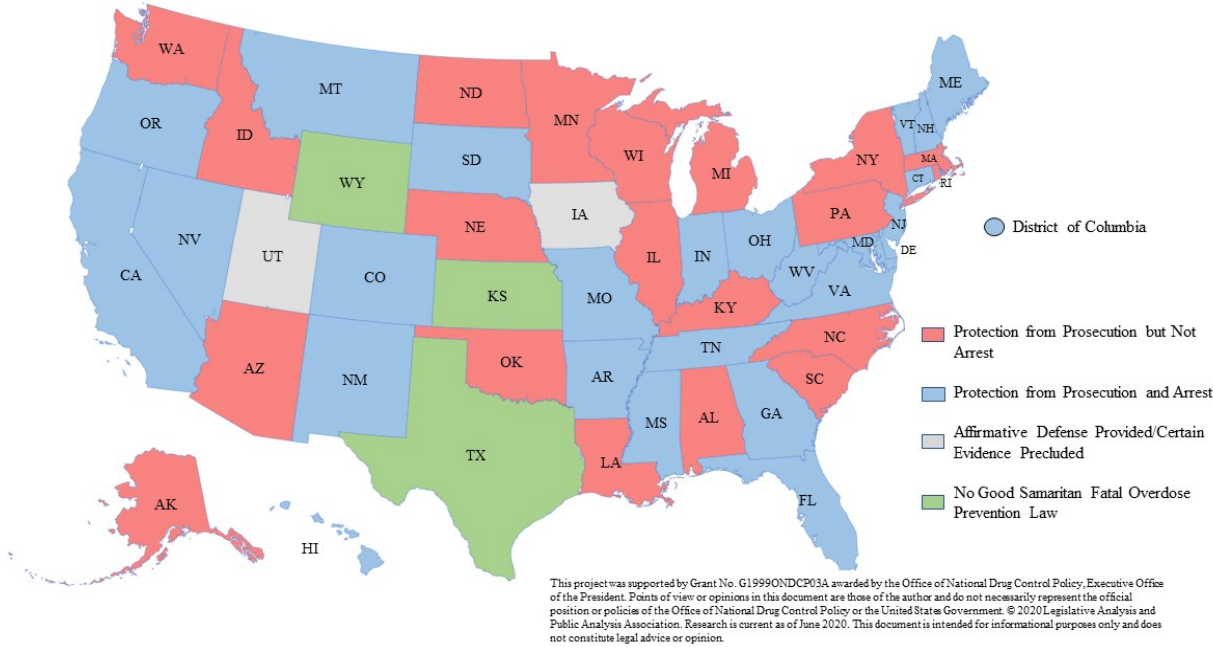 WA
MT
ND
MN
ME
OR
ID
VT
NH
SD
WI
NY
MA
WY
MI
CT
RI
IA
PA
NE
NJ
District of Columbia
NV
UT
OH
MD
DE
IL
IN
CA
CO
WV
KS
MO
VA
KY
Protection from Prosecution but Not
Arrest
NC
TN
AZ
OK
NM
AR
SC
Protection from Prosecution and Arrest
MS
AL
GA
Affirmative Defense Provided/Certain
Evidence Precluded
TX
LA
AK
FL
No Good Samaritan Fatal Overdose
Prevention Law
HI
This project was supported by Grant No. G1999ONDCP03A awarded by the Office of National Drug Control Policy, Executive Office
of the President. Points of view or opinions in this document are those of the author and do not necessarily represent the official
position or policies of the Office of National Drug Control Policy or the United States Government. © 2020 Legislative Analysis and
Public Analysis Association. Research is current as of June 2020. This document is intended for informational purposes only and does
not constitute legal advice or opinion.